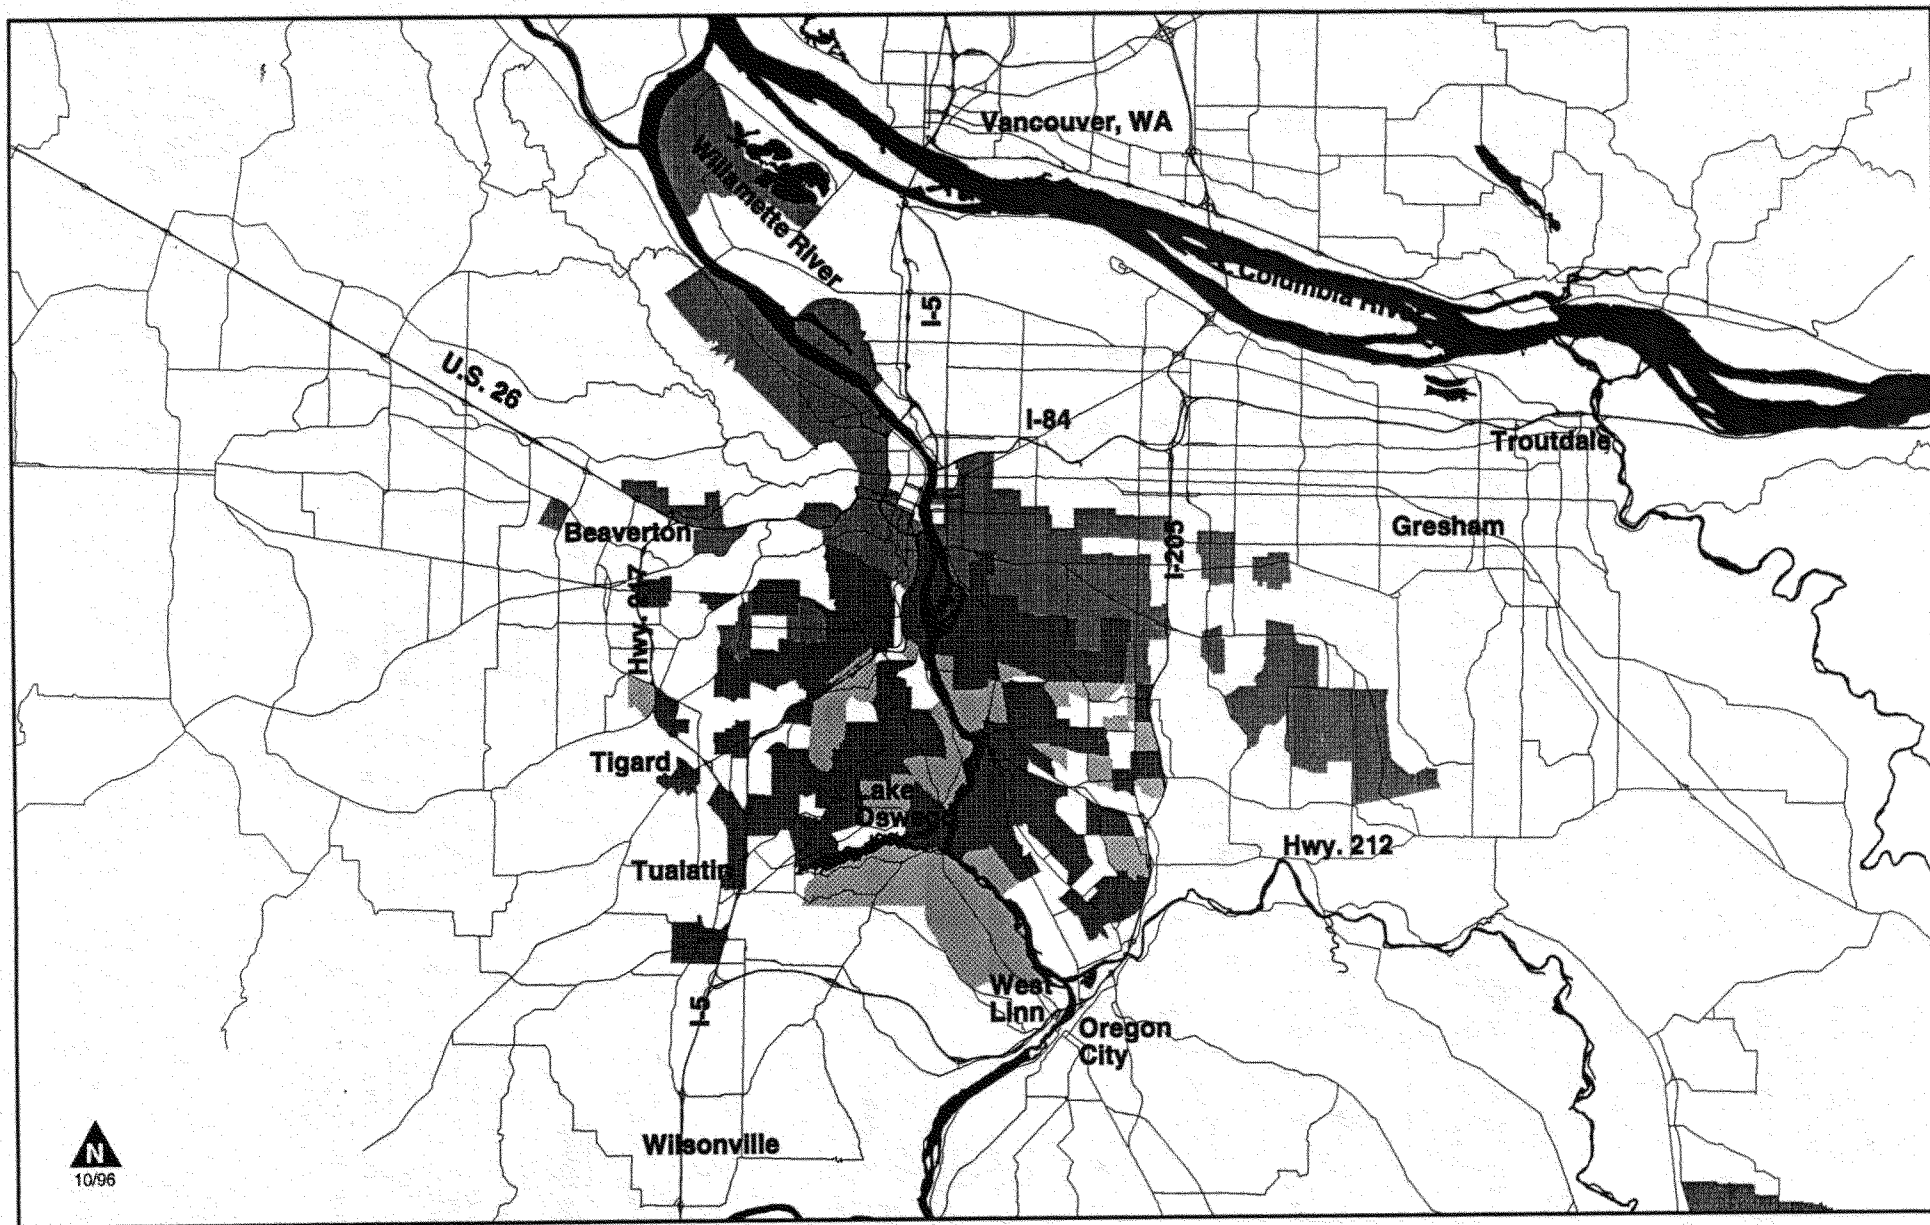 Vancouver, WA
Willamette River
Columbia River
I-5
U.S. 26
I-84
Troutdale
Beaverton
I-205
Gresham
Hwy. 217
Tigard
Lake
Oswego
Hwy. 212
Tualatin
West
Linn
I-5
Oregon
City
Wilsonville
N
10/96